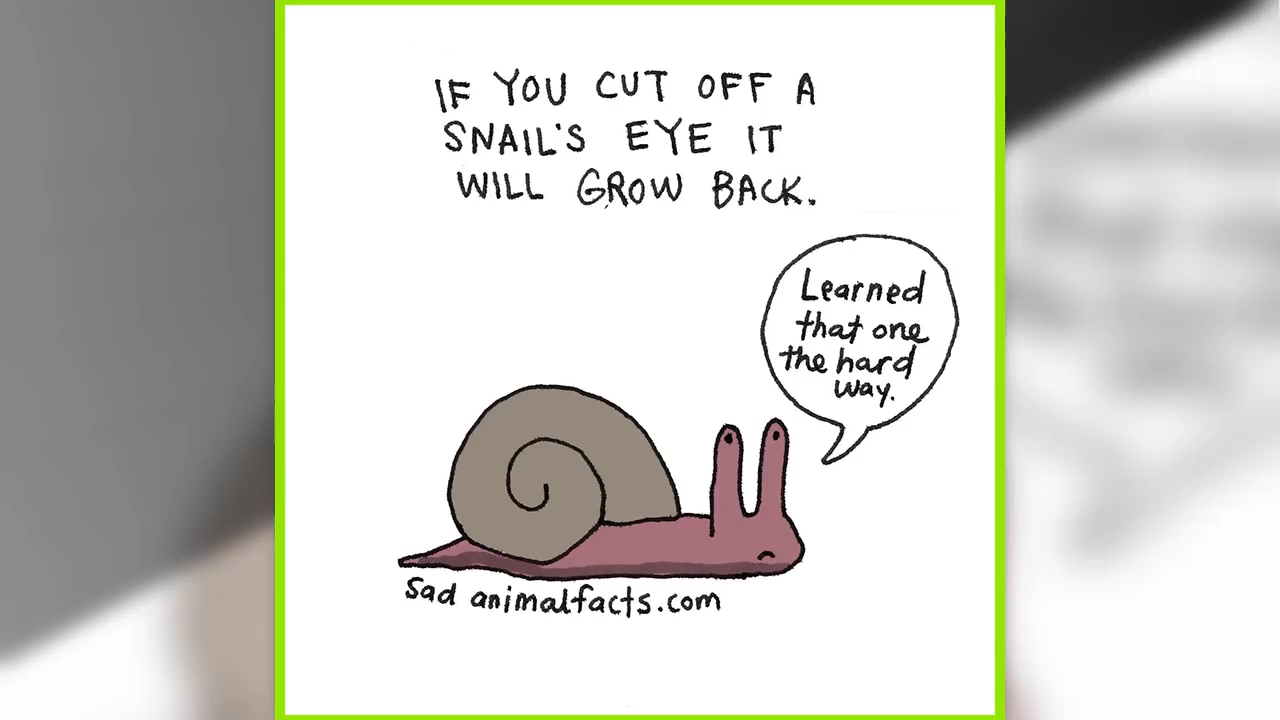 IF YOU CUT OFF A
SNAIL'S EYE IT
WILL GROW BACK.
Learned
that one
the hard
way.
sad animalfacts.com